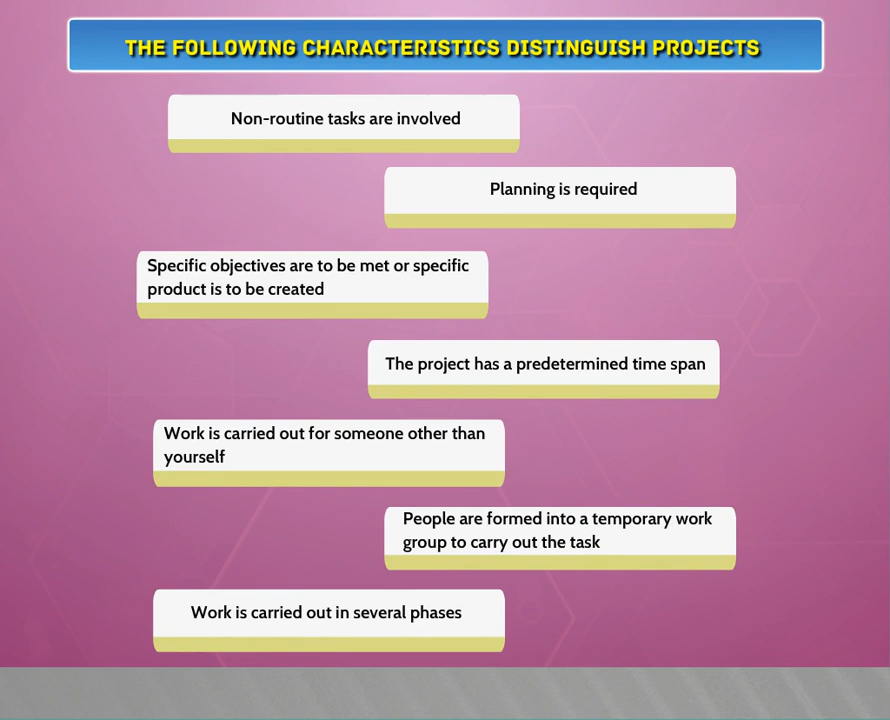 THE FOLLOWING CHARACTERISTICS DISTINGUISH PROJECTS
Non-routine tasks are involved
Planning is required
Specific objectives are to be met or specific
product is to be created
The project has a predetermined time span
Work is carried out for someone other than
yourself
People are formed into a temporary work
group to carry out the task
Work is carried out in several phases